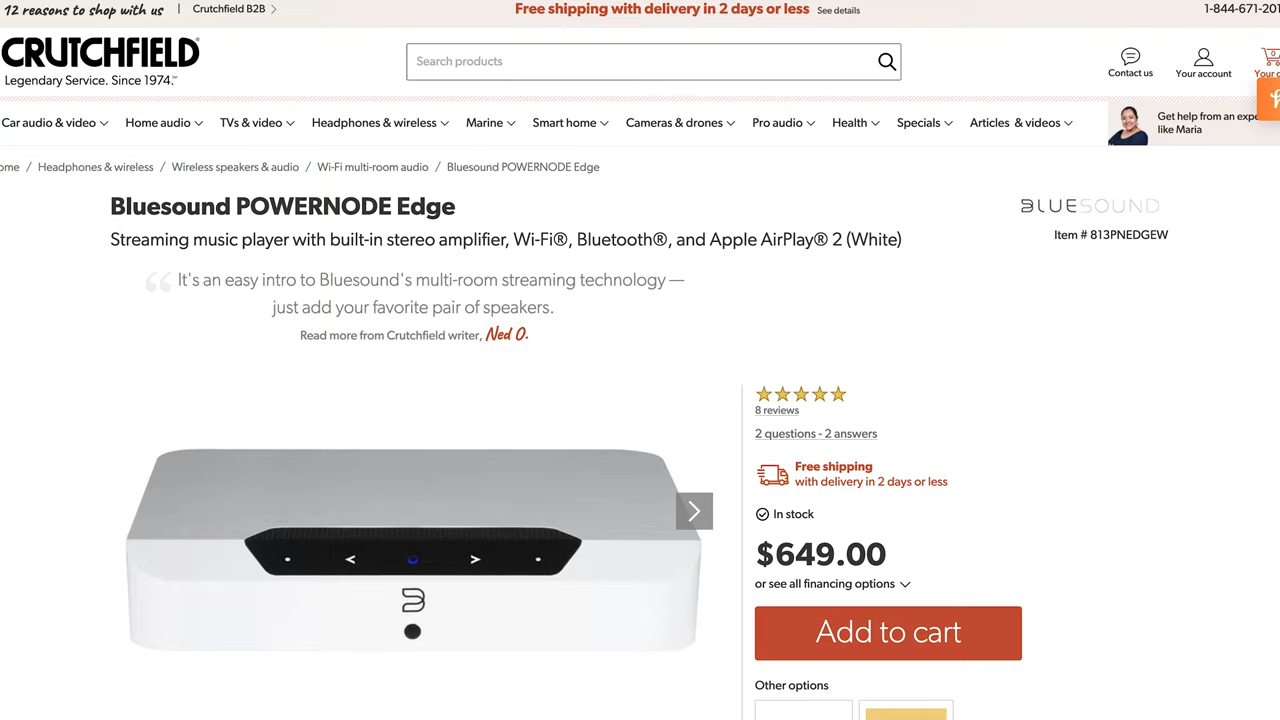 12 reasons to shop with us | Crutchfield B2B Free shipping with delivery in 2 days or less See details 1-844-671-201
CRUTCHFIELD®
Legendary Service. Since 1974.℠
Search products
Contact us Your account 0 Your c
Car audio & video Home audio TVs & video Headphones & wireless Marine Smart home Cameras & drones Pro audio Health Specials Articles & videos
Get help from an expe
like Maria
ome / Headphones & wireless / Wireless speakers & audio / Wi-Fi multi-room audio / Bluesound POWERNODE Edge
Bluesound POWERNODE Edge
BLUESOUND
Streaming music player with built-in stereo amplifier, Wi-Fi®, Bluetooth®, and Apple AirPlay® 2 (White)
Item # 813PNEDGEW
“It's an easy intro to Bluesound's multi-room streaming technology —
just add your favorite pair of speakers.
Read more from Crutchfield writer, Ned O.
8 reviews
2 questions - 2 answers
Free shipping
with delivery in 2 days or less
In stock
$649.00
or see all financing options
Add to cart
Other options